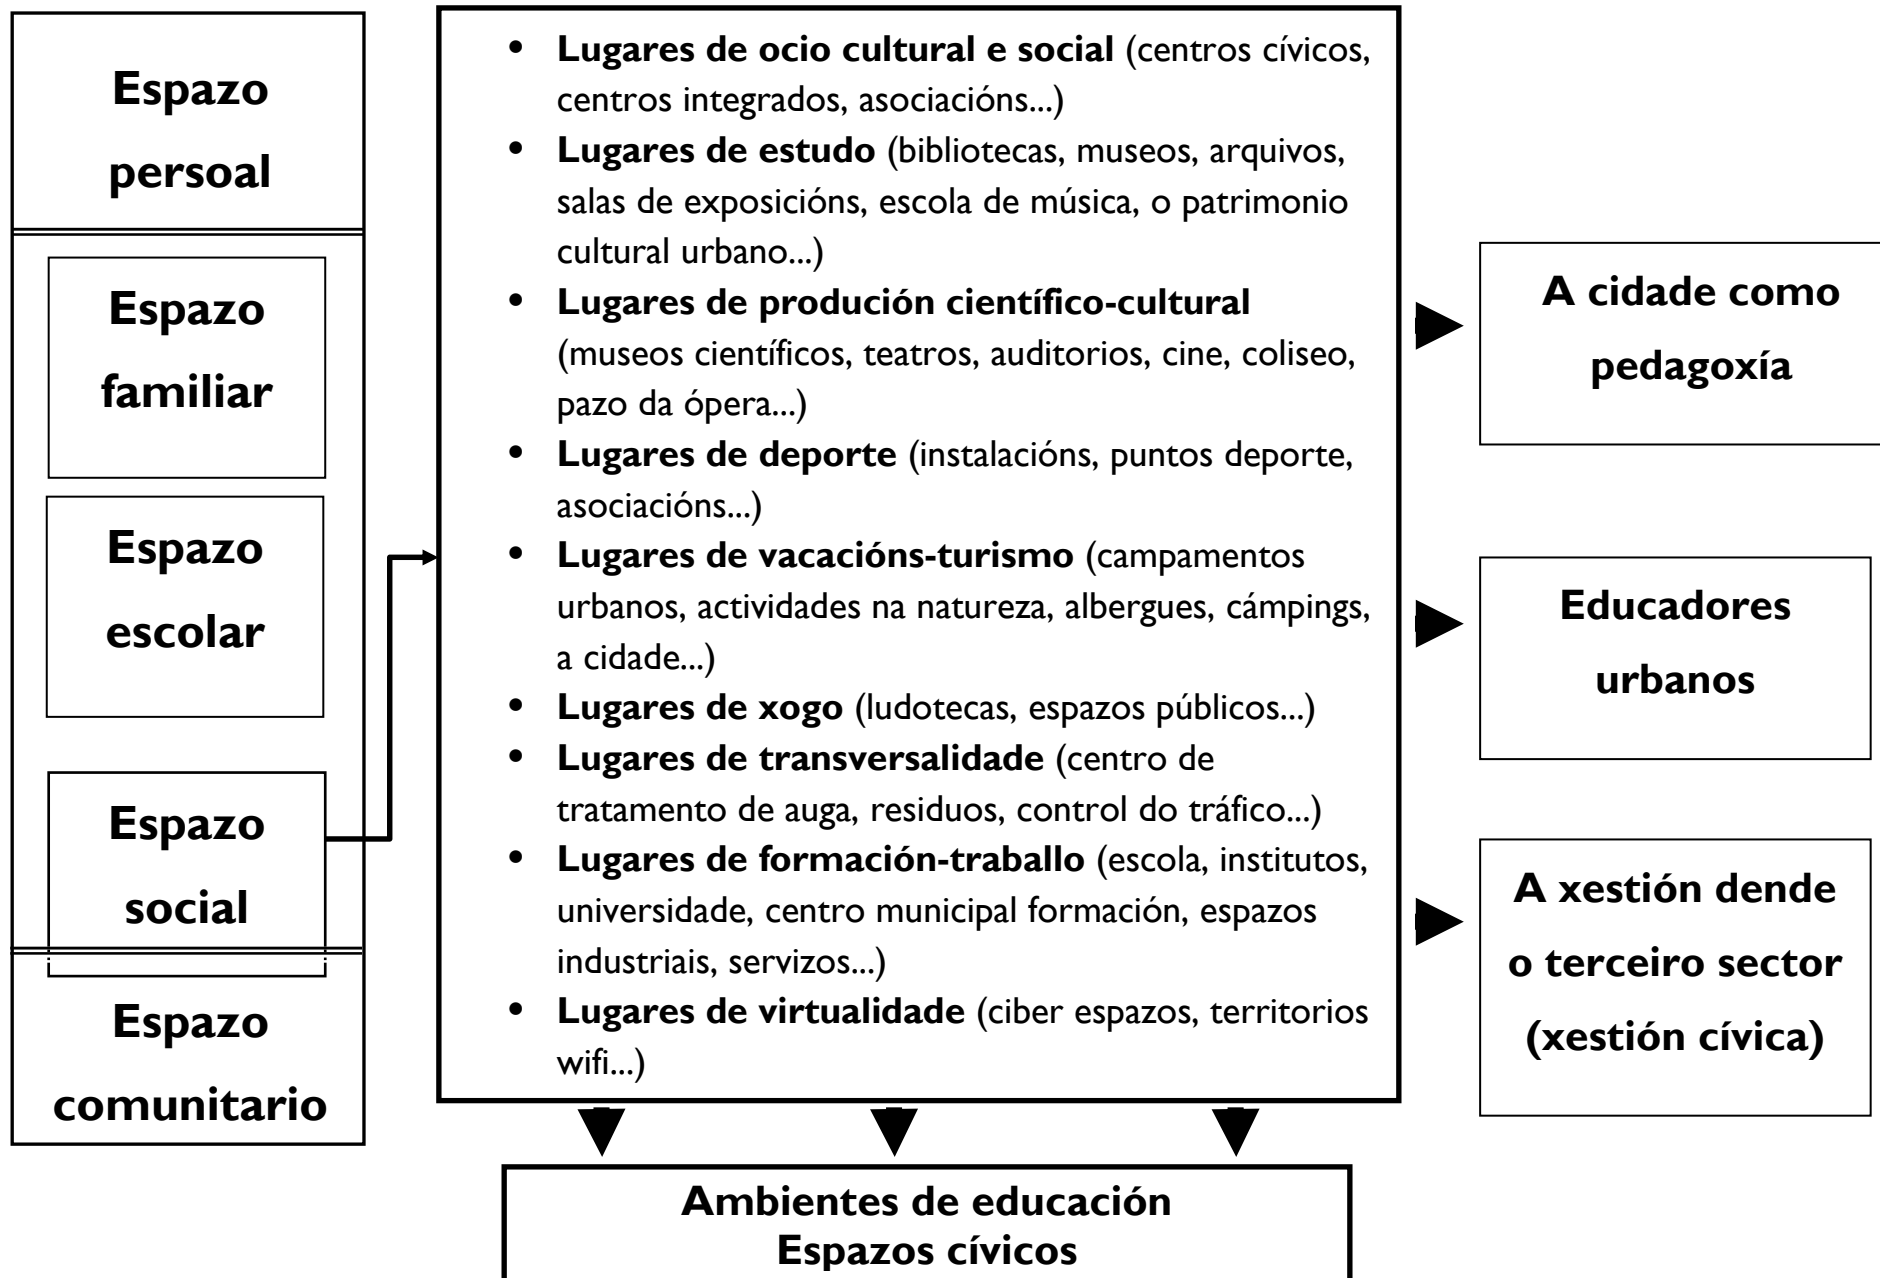 Espazo
persoal
Espazo
familiar
Espazo
escolar
Espazo
social
Espazo
comunitario
• Lugares de ocio cultural e social (centros cívicos,
centros integrados, asociacións...)
• Lugares de estudo (bibliotecas, museos, arquivos,
salas de exposicións, escola de música, o patrimonio
cultural urbano...)
• Lugares de produción científico-cultural
(museos científicos, teatros, auditorios, cine, coliseo,
pazo da ópera...)
• Lugares de deporte (instalacións, puntos deporte,
asociacións...)
• Lugares de vacacións-turismo (campamentos
urbanos, actividades na natureza, albergues, cámpings,
a cidade...)
• Lugares de xogo (ludotecas, espazos públicos...)
• Lugares de transversalidade (centro de
tratamento de auga, residuos, control do tráfico...)
• Lugares de formación-traballo (escola, institutos,
universidade, centro municipal formación, espazos
industriais, servizos...)
• Lugares de virtualidade (ciber espazos, territorios
wifi...)
A cidade como
pedagoxía
Educadores
urbanos
A xestión dende
o terceiro sector
(xestión cívica)
Ambientes de educación
Espazos cívicos